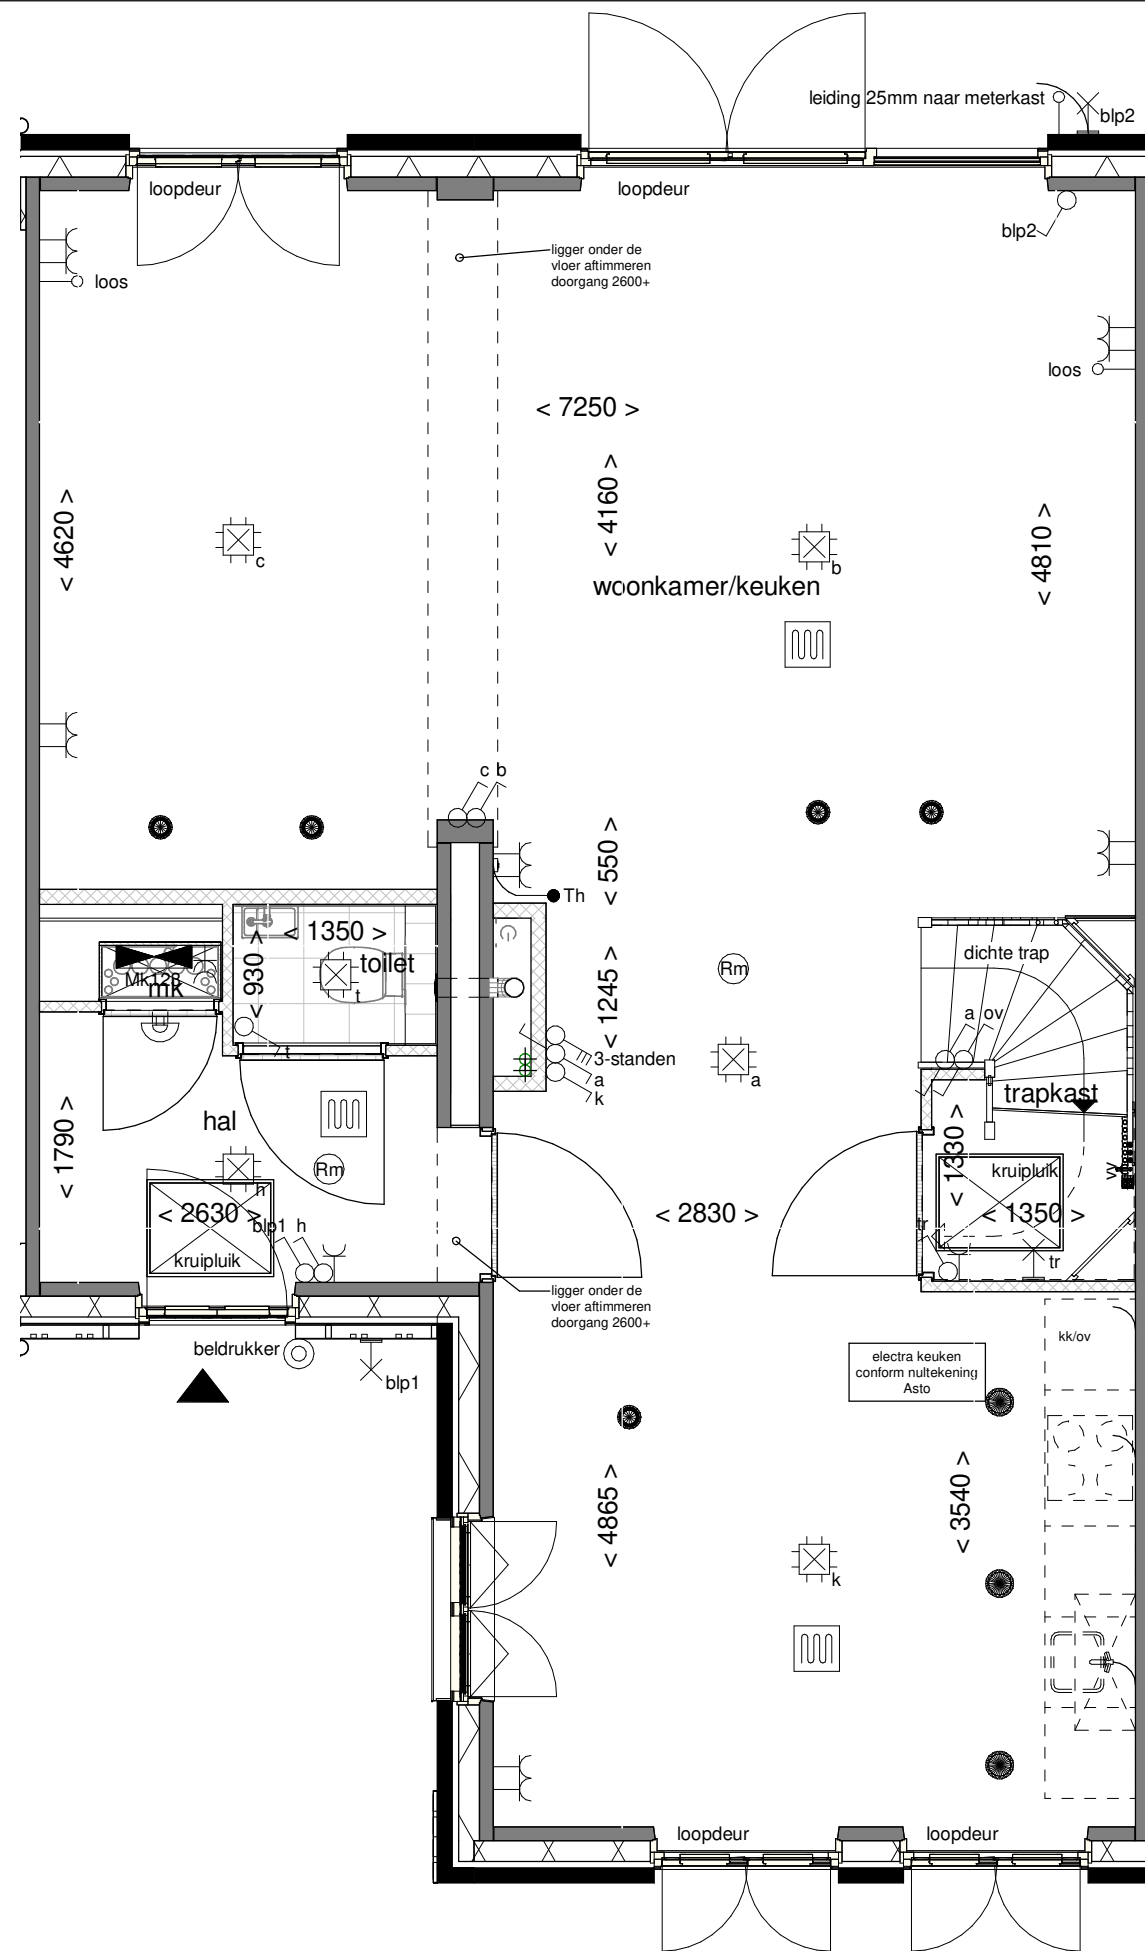 leiding 25mm naar meterkast
blp2
loopdeur
loopdeur
blp2
ligger onder de
vloer aftimmeren
doorgang 2600+
loos
loos
< 7250 >
< 4620 >
< 4160 >
< 4810 >
c
b
woonkamer/keuken
c b
< 550 >
Th
< 1350 >
toilet
< 930 >
t
t
Mk128
mk
Rm
< 1245 >
dichte trap
a ov
3-standen
a
k
a
trapkast
hal
< 1790 >
Rm
h
< 2630 >
blp1 h
kruipluik
< 2830 >
< 1330 >
kruipluik
< 1350 >
vv
tr
tr
ligger onder de
vloer aftimmeren
doorgang 2600+
beldrukker
blp1
kk/ov
electra keuken
conform nultekening
Asto
< 4865 >
< 3540 >
k
loopdeur
loopdeur